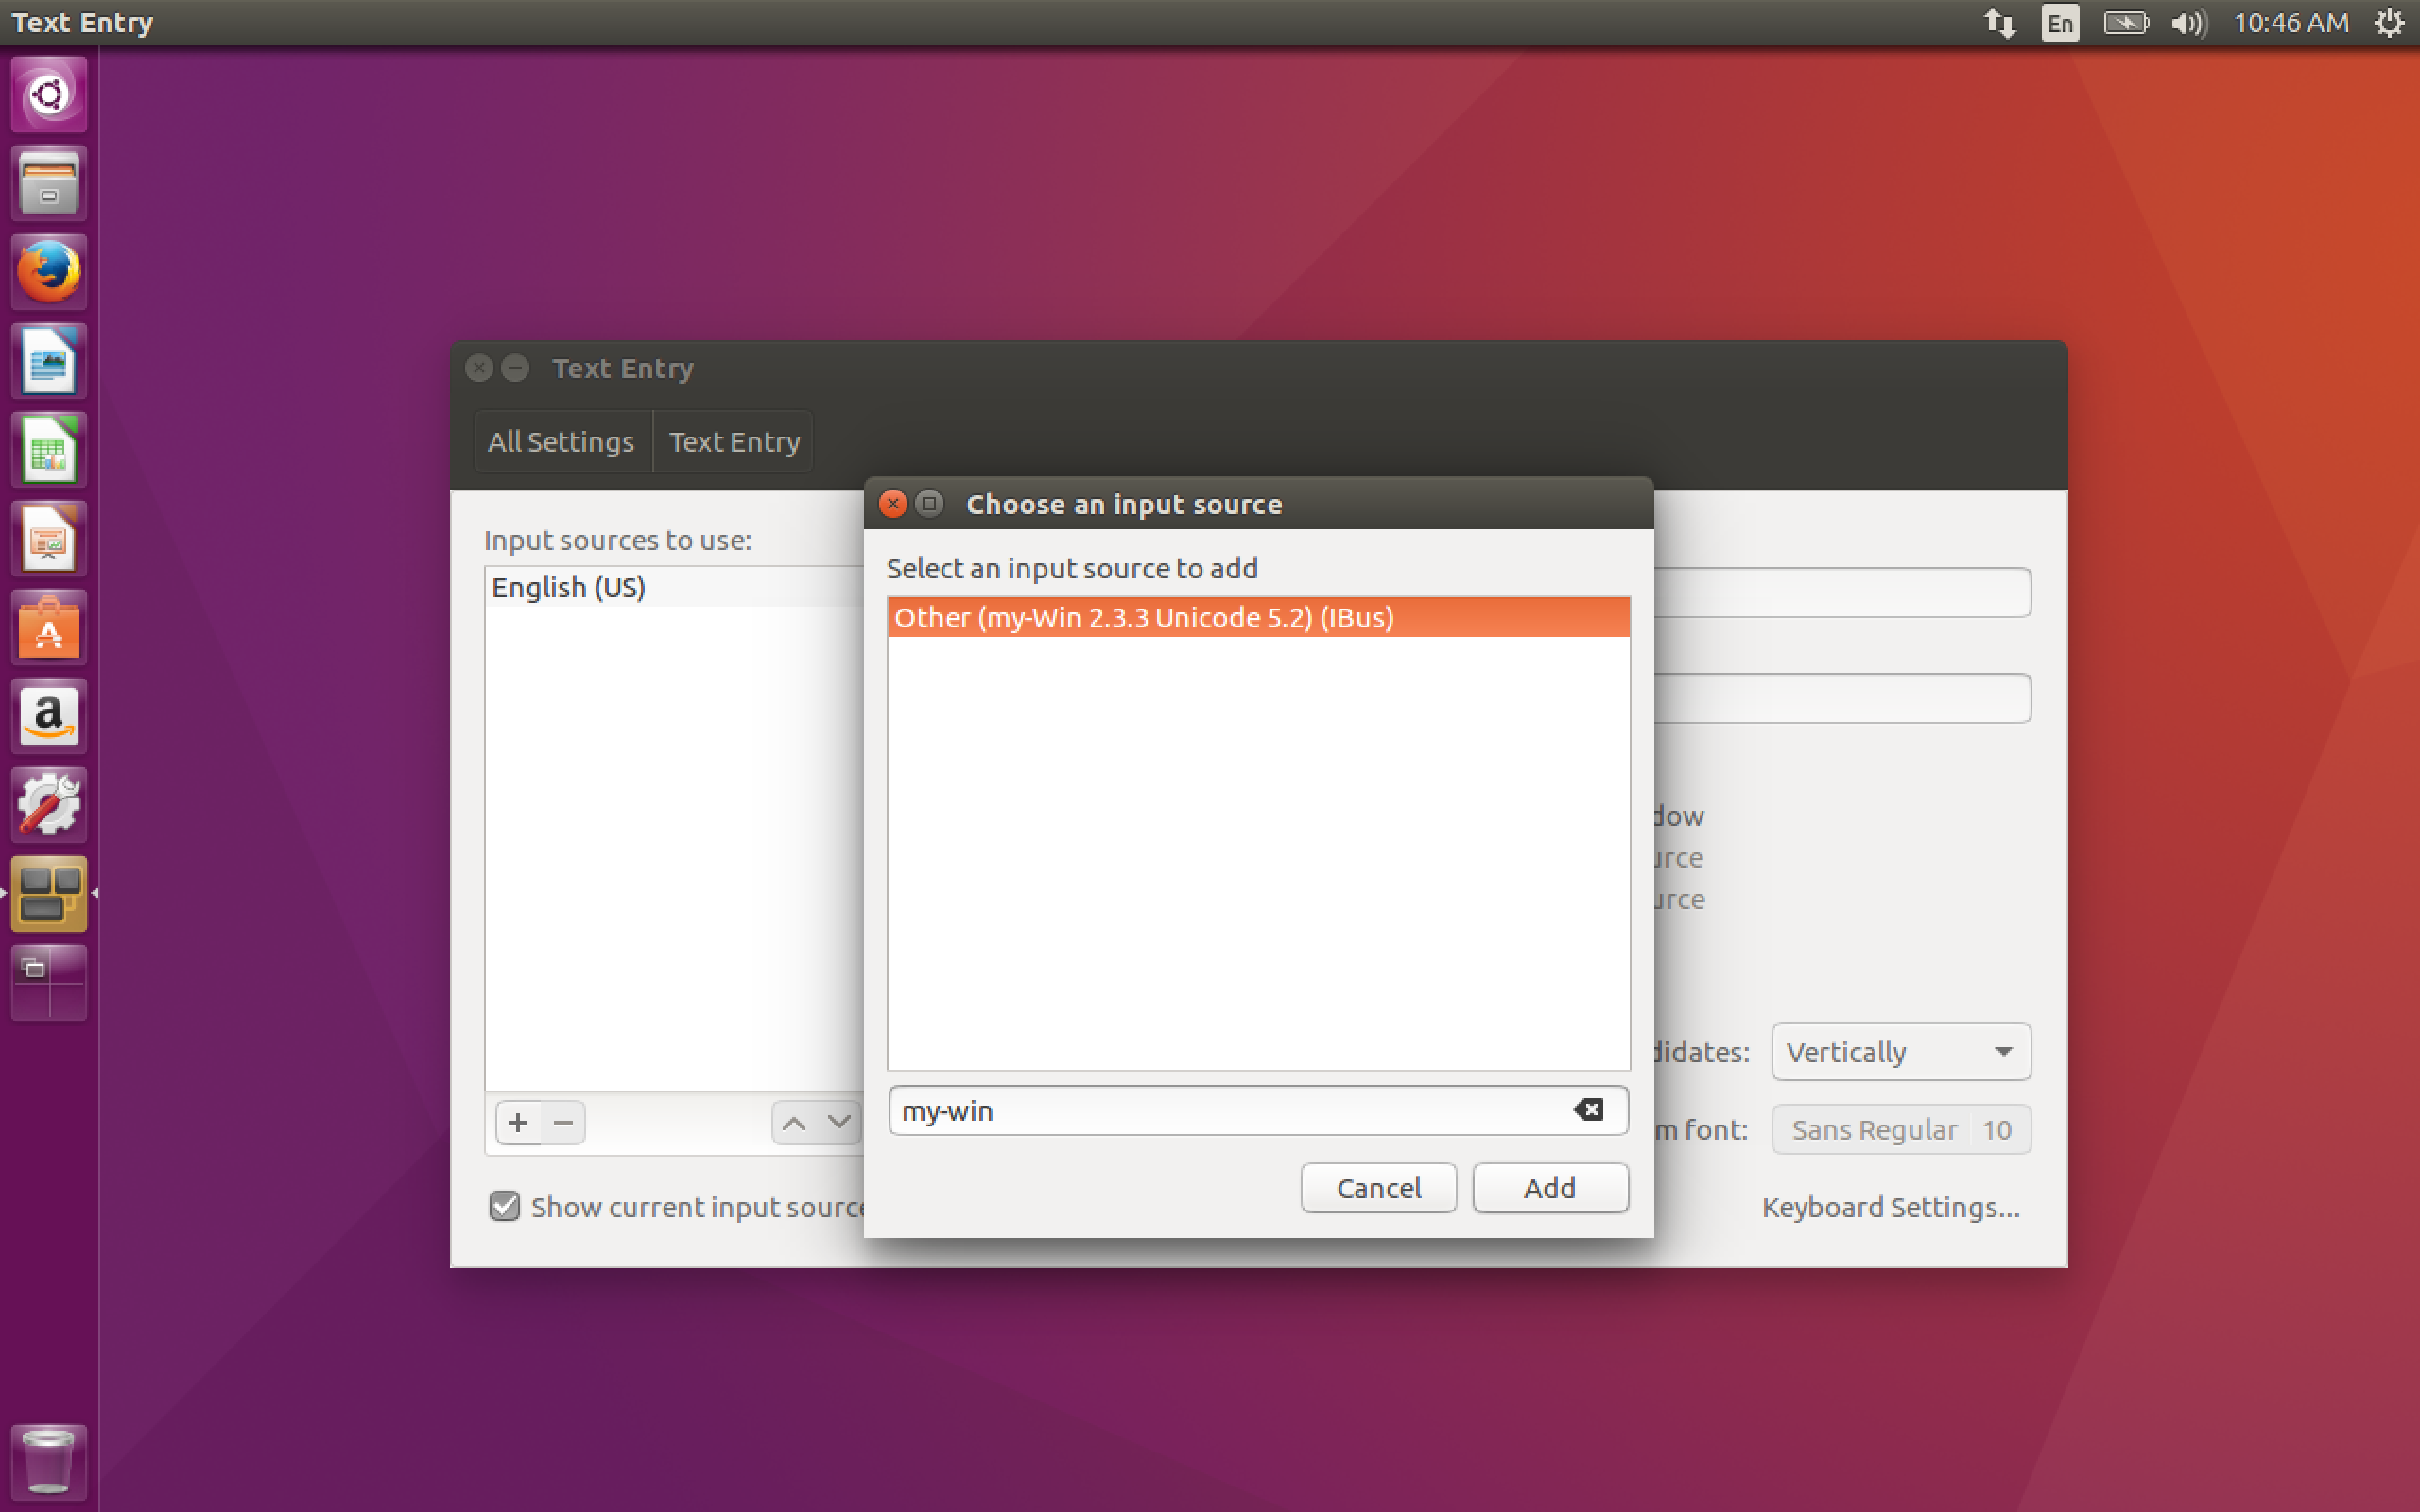 Text Entry
En
10:46 AM
Text Entry
All Settings
Text Entry
Choose an input source
Input sources to use:
Select an input source to add
English (US)
Other (my-Win 2.3.3 Unicode 5.2) (IBus)
dow
urce
urce
didates:
Vertically
my-win
m font:
Sans Regular 10
Cancel
Add
Show current input source
Keyboard Settings...